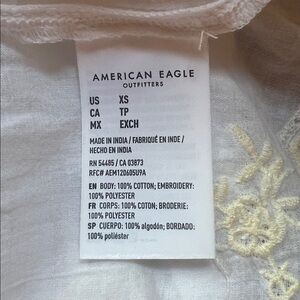 AMERICAN EAGLE
OUTFITTERS
US XS
CA TP
MX EXCH
MADE IN INDIA / FABRIQUÉ EN INDE /
HECHO EN INDIA
RN 54485 / CA 03873
RFC# AEM120605U9A
EN BODY: 100% COTTON; EMBROIDERY:
100% POLYESTER
FR CORPS: 100% COTON; BRODERIE:
100% POLYESTER
SP CUERPO: 100% algodón; BORDADO:
100% poliéster